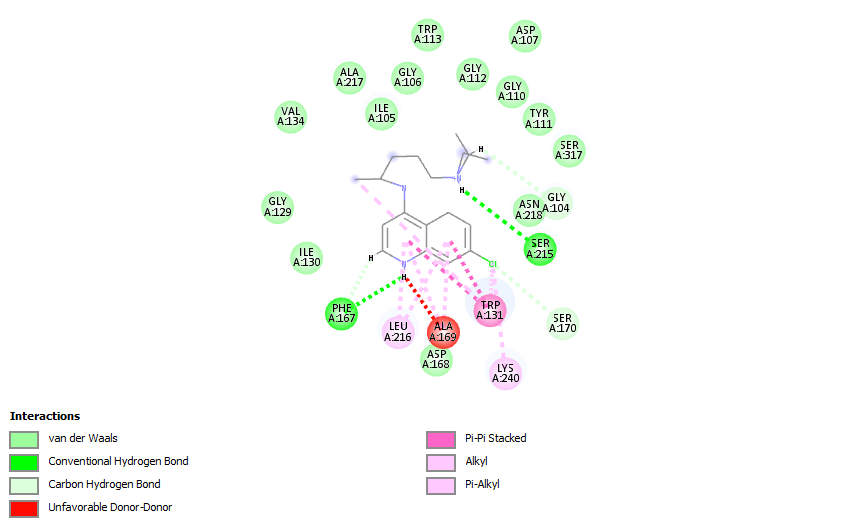 TRP
A:113
ASP
A:107
ALA
A:217
GLY
A:106
GLY
A:112
GLY
A:110
VAL
A:134
ILE
A:105
TYR
A:111
SER
A:317
H
N
N
H
H
GLY
A:129
ASN
A:218
GLY
A:104
SER
A:215
ILE
A:130
H
N
H
Cl
PHE
A:167
LEU
A:216
ALA
A:169
TRP
A:131
SER
A:170
ASP
A:168
LYS
A:240
Interactions
van der Waals
Conventional Hydrogen Bond
Carbon Hydrogen Bond
Unfavorable Donor-Donor
Pi-Pi Stacked
Alkyl
Pi-Alkyl